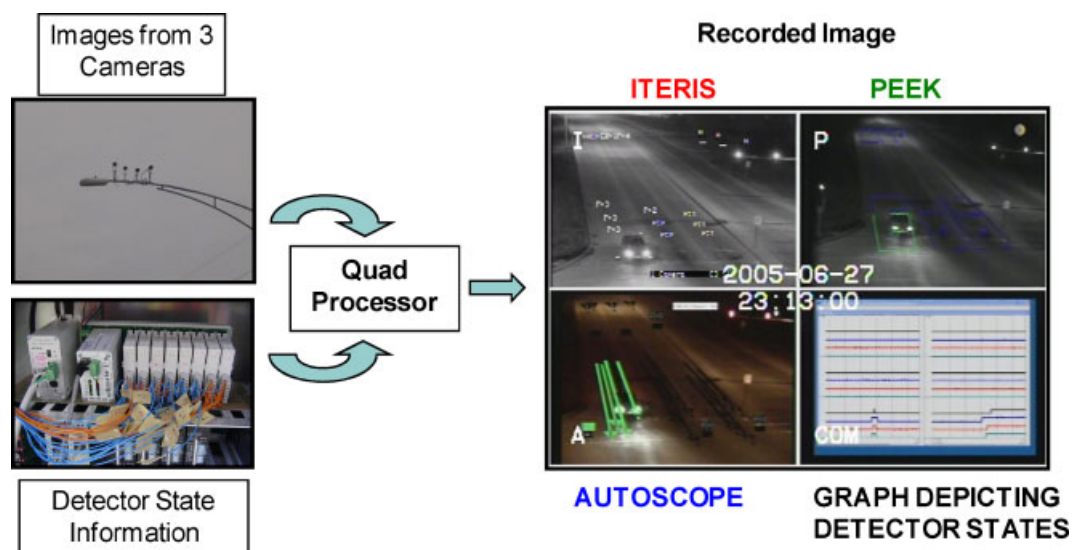 Images from 3
Cameras
Quad
Processor
Detector State
Information
Recorded Image
ITERIS
PEEK
I
P
2005-06-27
23:13:00
A
COM
AUTOSCOPE
GRAPH DEPICTING
DETECTOR STATES